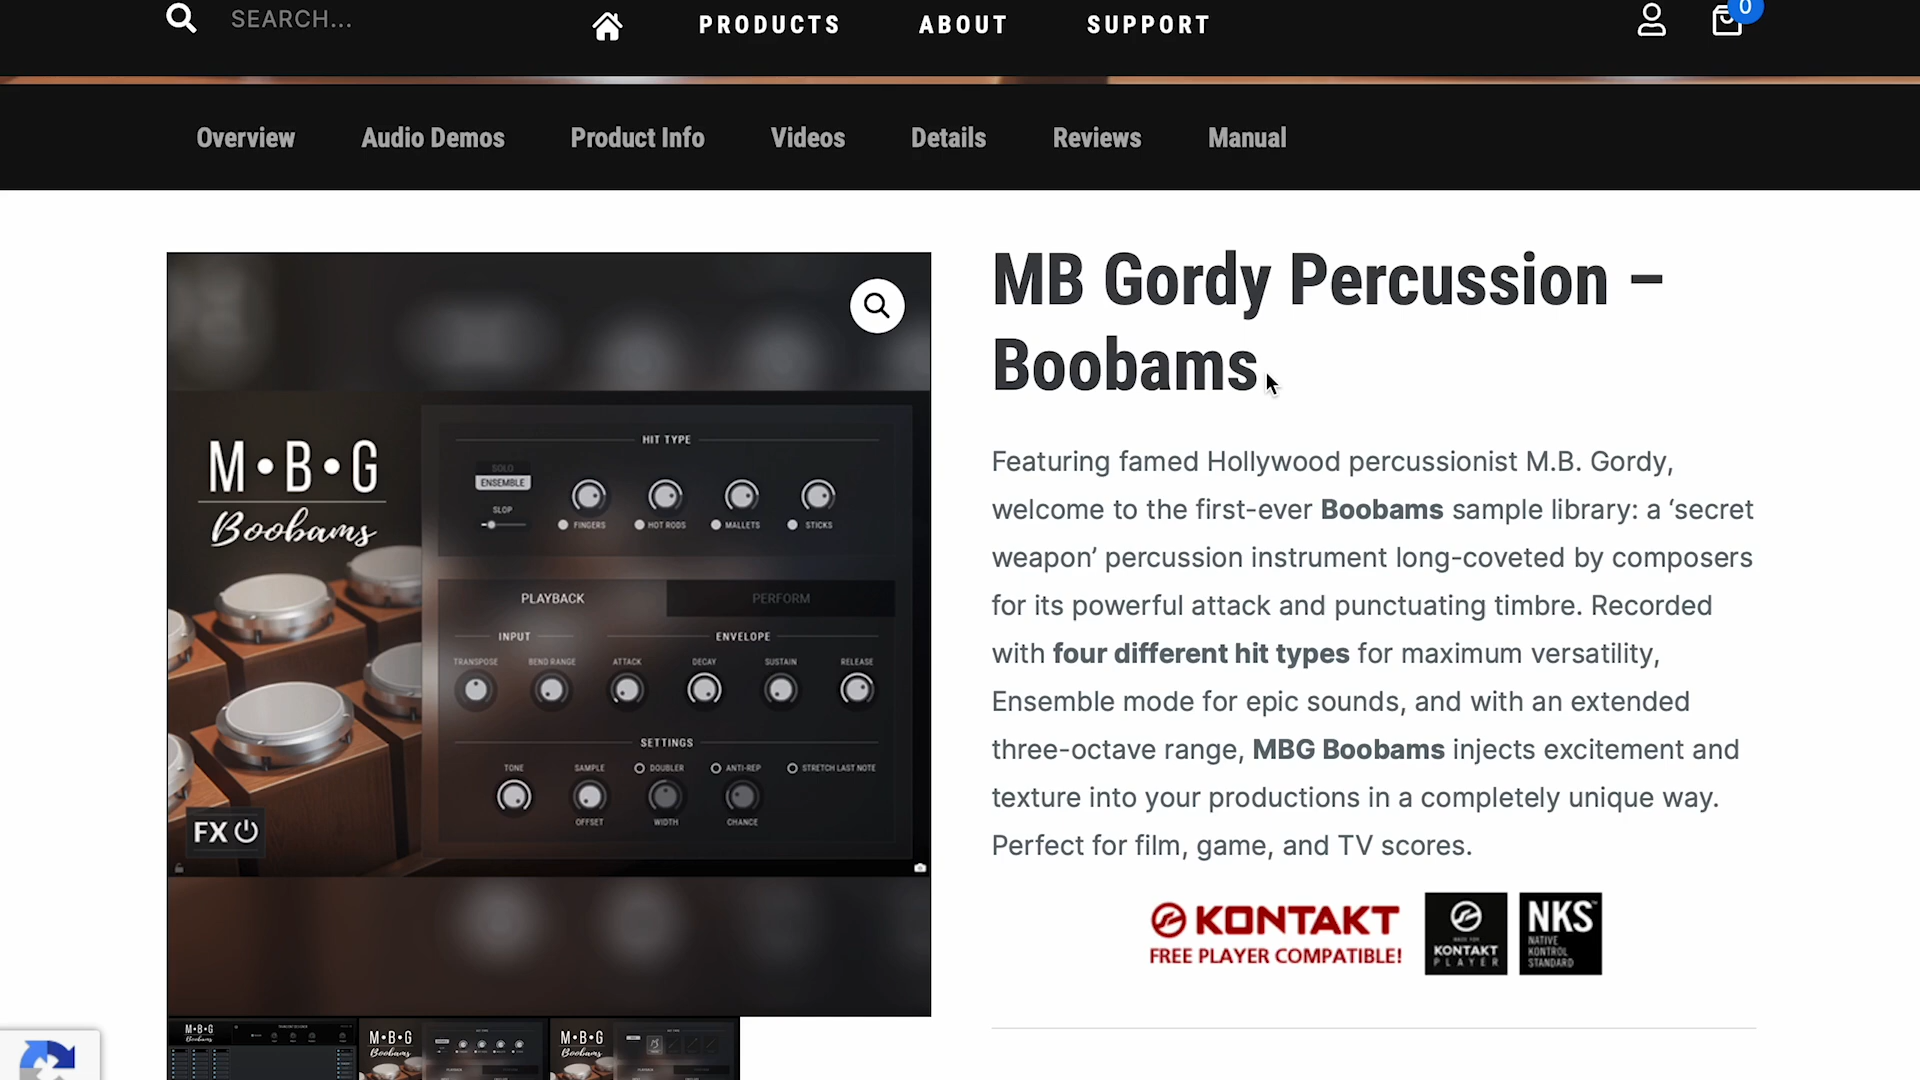 SEARCH...
PRODUCTS
ABOUT
SUPPORT
0
Overview
Audio Demos
Product Info
Videos
Details
Reviews
Manual
MB Gordy Percussion –
Boobams
Featuring famed Hollywood percussionist M.B. Gordy,
welcome to the first-ever Boobams sample library: a ‘secret
weapon’ percussion instrument long-coveted by composers
for its powerful attack and punctuating timbre. Recorded
with four different hit types for maximum versatility,
Ensemble mode for epic sounds, and with an extended
three-octave range, MBG Boobams injects excitement and
texture into your productions in a completely unique way.
Perfect for film, game, and TV scores.
KONTAKT
FREE PLAYER COMPATIBLE!
KONTAKT
PLAYER
NKS
NATIVE
KONTROL
STANDARD
M•B•G
Boobams
HIT TYPE
SOLO
ENSEMBLE
SLOP
FINGERS
HOT RODS
MALLETS
STICKS
PLAYBACK
PERFORM
INPUT
ENVELOPE
TRANSPOSE
BEND RANGE
ATTACK
DECAY
SUSTAIN
RELEASE
SETTINGS
TONE
SAMPLE
DOUBLER
ANTI-REP
STRETCH LAST NOTE
OFFSET
WIDTH
CHANCE
FX
M•B•G
Boobams
M•B•G
Boobams
M•B•G
Boobams